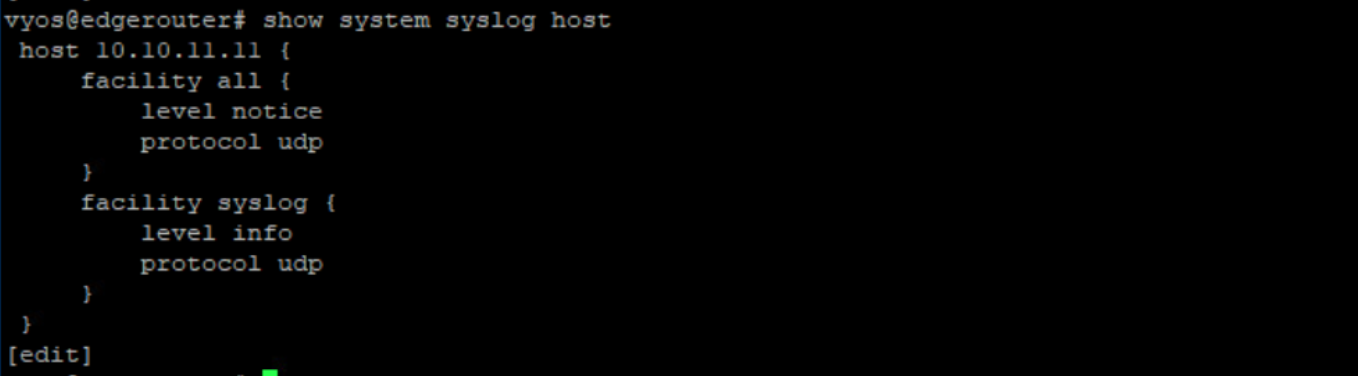 vyos@edgerouter# show system syslog host
 host 10.10.11.11 {
     facility all {
         level notice
         protocol udp
     }
     facility syslog {
         level info
         protocol udp
     }
 }
[edit]